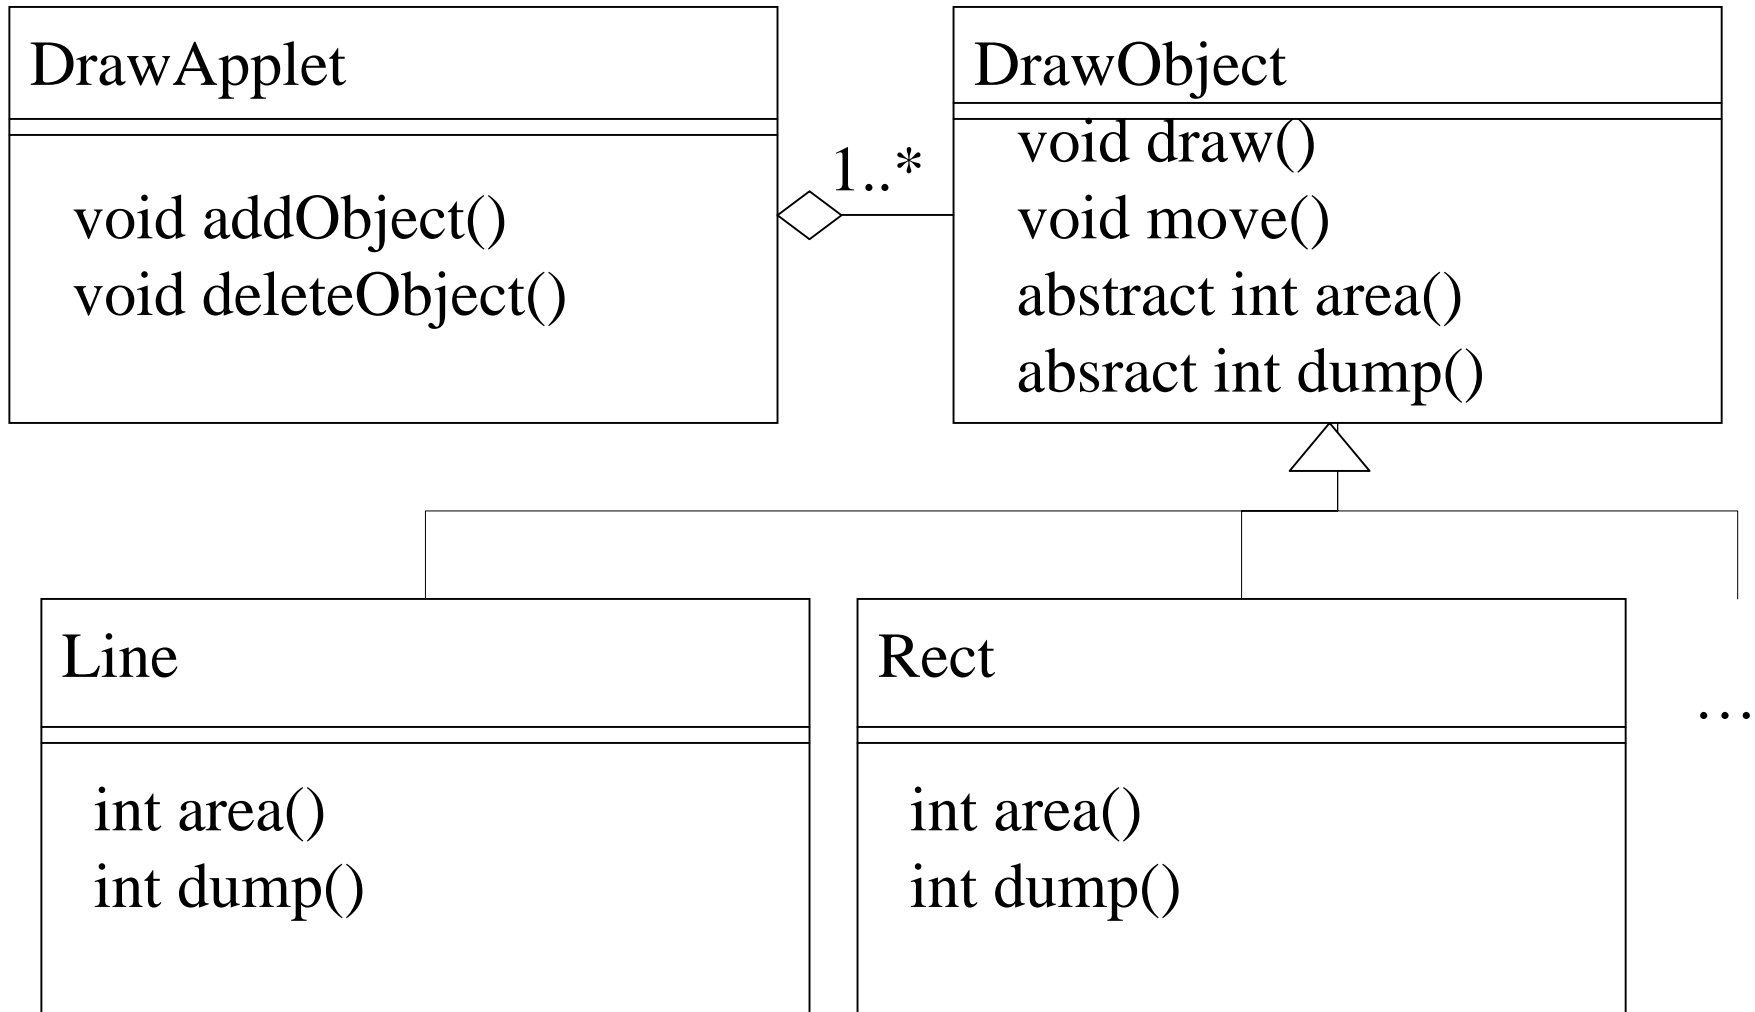 DrawApplet
void addObject()
void deleteObject()
1..*
DrawObject
void draw()
void move()
abstract int area()
absract int dump()
Line
int area()
int dump()
Rect
int area()
int dump()
...